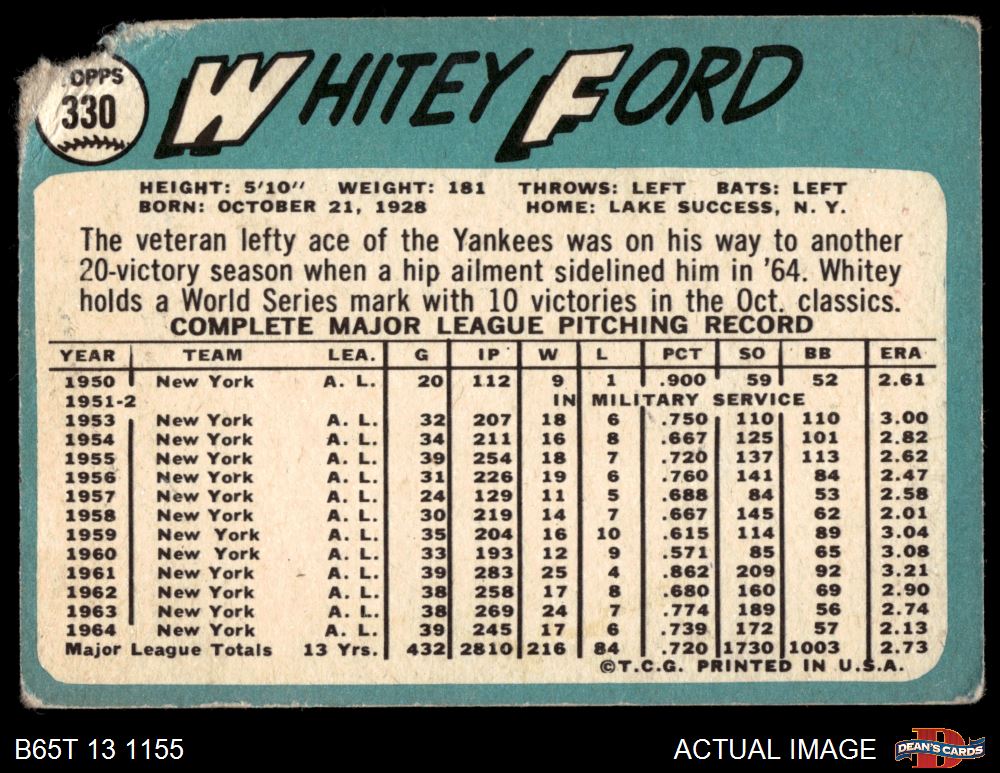 TOPPS
330
WHITEY FORD
HEIGHT: 5'10" WEIGHT: 181 THROWS: LEFT BATS: LEFT
BORN: OCTOBER 21, 1928 HOME: LAKE SUCCESS, N. Y.
The veteran lefty ace of the Yankees was on his way to another
20-victory season when a hip ailment sidelined him in '64. Whitey
holds a World Series mark with 10 victories in the Oct. classics.
COMPLETE MAJOR LEAGUE PITCHING RECORD
YEAR TEAM LEA. G IP W L PCT SO BB ERA
1950 New York A. L. 20 112 9 1 .900 59 52 2.61
1951-2 IN MILITARY SERVICE
1953 New York A. L. 32 207 18 6 .750 110 110 3.00
1954 New York A. L. 34 211 16 8 .667 125 101 2.82
1955 New York A. L. 39 254 18 7 .720 137 113 2.62
1956 New York A. L. 31 226 19 6 .760 141 84 2.47
1957 New York A. L. 24 129 11 5 .688 84 53 2.58
1958 New York A. L. 30 219 14 7 .667 145 62 2.01
1959 New York A. L. 35 204 16 10 .615 114 89 3.04
1960 New York A. L. 33 193 12 9 .571 85 65 3.08
1961 New York A. L. 39 283 25 4 .862 209 92 3.21
1962 New York A. L. 38 258 17 8 .680 160 69 2.90
1963 New York A. L. 38 269 24 7 .774 189 56 2.74
1964 New York A. L. 39 245 17 6 .739 172 57 2.13
Major League Totals 13 Yrs. 432 2810 216 84 .720 1730 1003 2.73
©T.C.G. PRINTED IN U.S.A.
B65T 13 1155 ACTUAL IMAGE DEAN'S CARDS